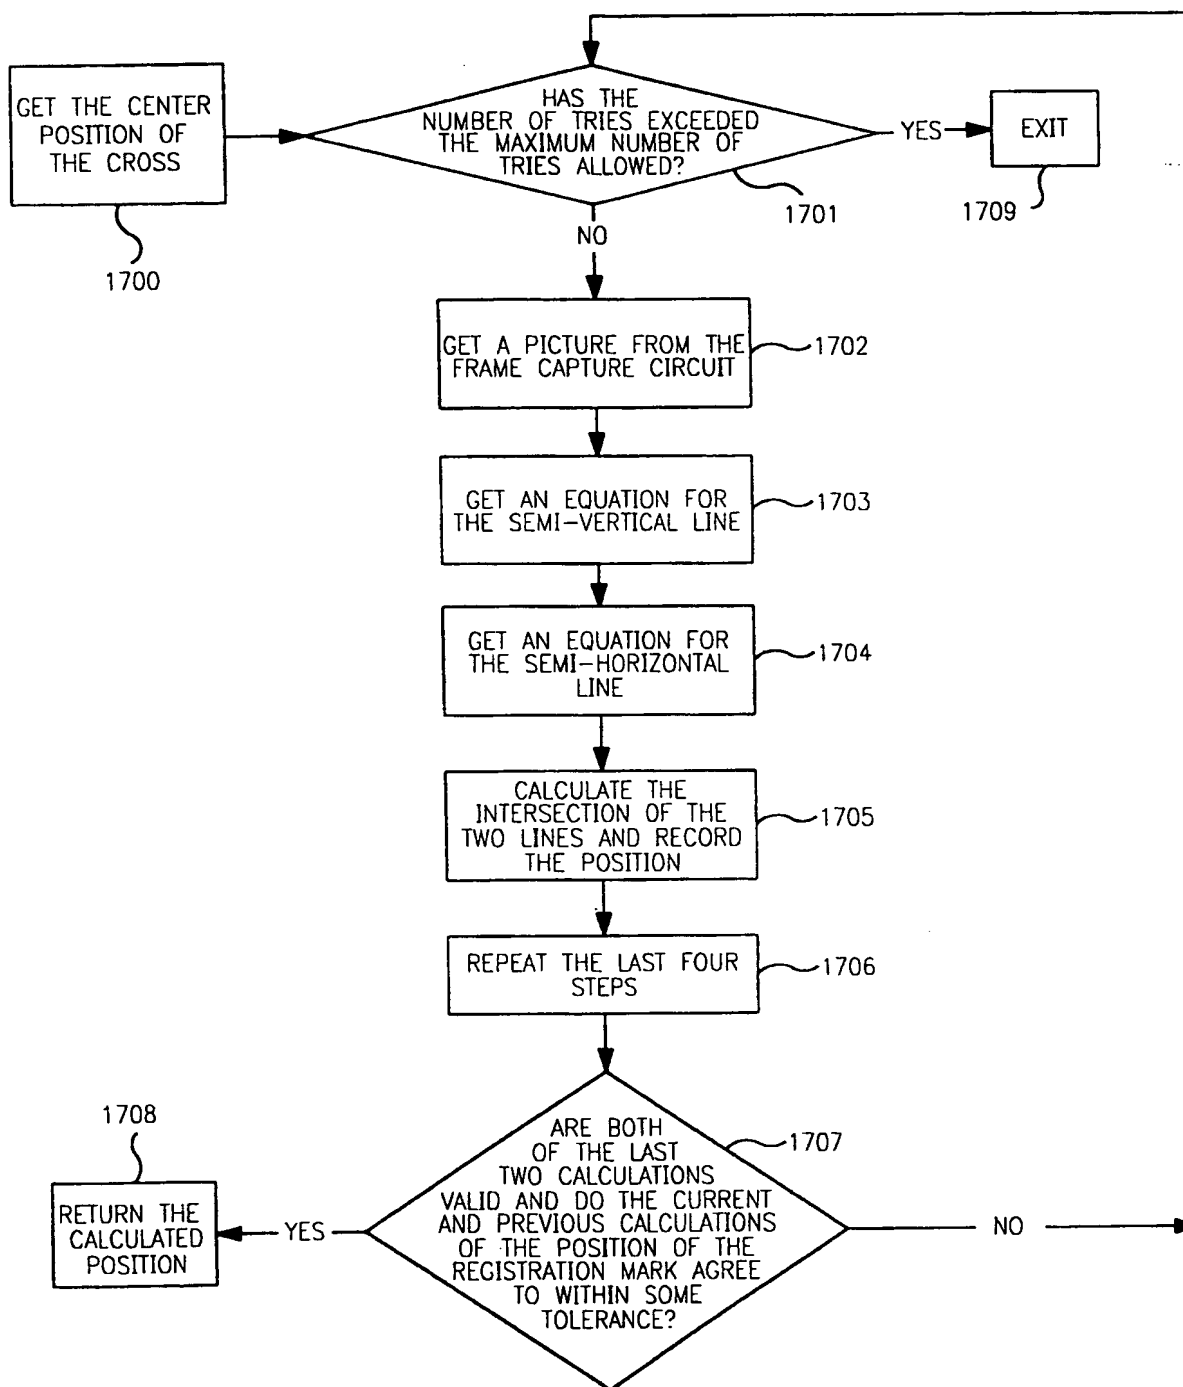 GET THE CENTER
POSITION OF
THE CROSS
1700
HAS THE
NUMBER OF TRIES EXCEEDED
THE MAXIMUM NUMBER OF
TRIES ALLOWED?
1701
YES
EXIT
1709
NO
GET A PICTURE FROM THE
FRAME CAPTURE CIRCUIT
1702
GET AN EQUATION FOR
THE SEMI-VERTICAL LINE
1703
GET AN EQUATION FOR
THE SEMI-HORIZONTAL
LINE
1704
CALCULATE THE
INTERSECTION OF THE
TWO LINES AND RECORD
THE POSITION
1705
REPEAT THE LAST FOUR
STEPS
1706
ARE BOTH
OF THE LAST
TWO CALCULATIONS
VALID AND DO THE CURRENT
AND PREVIOUS CALCULATIONS
OF THE POSITION OF THE
REGISTRATION MARK AGREE
TO WITHIN SOME
TOLERANCE?
1707
YES
1708
RETURN THE
CALCULATED
POSITION
NO